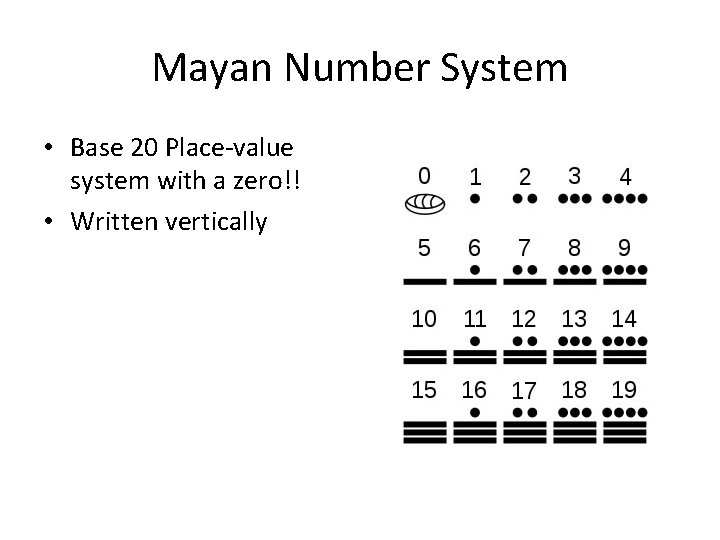 Mayan Number System
• Base 20 Place-value
system with a zero!!
• Written vertically
0 1 2 3 4
5 6 7 8 9
10 11 12 13 14
15 16 17 18 19